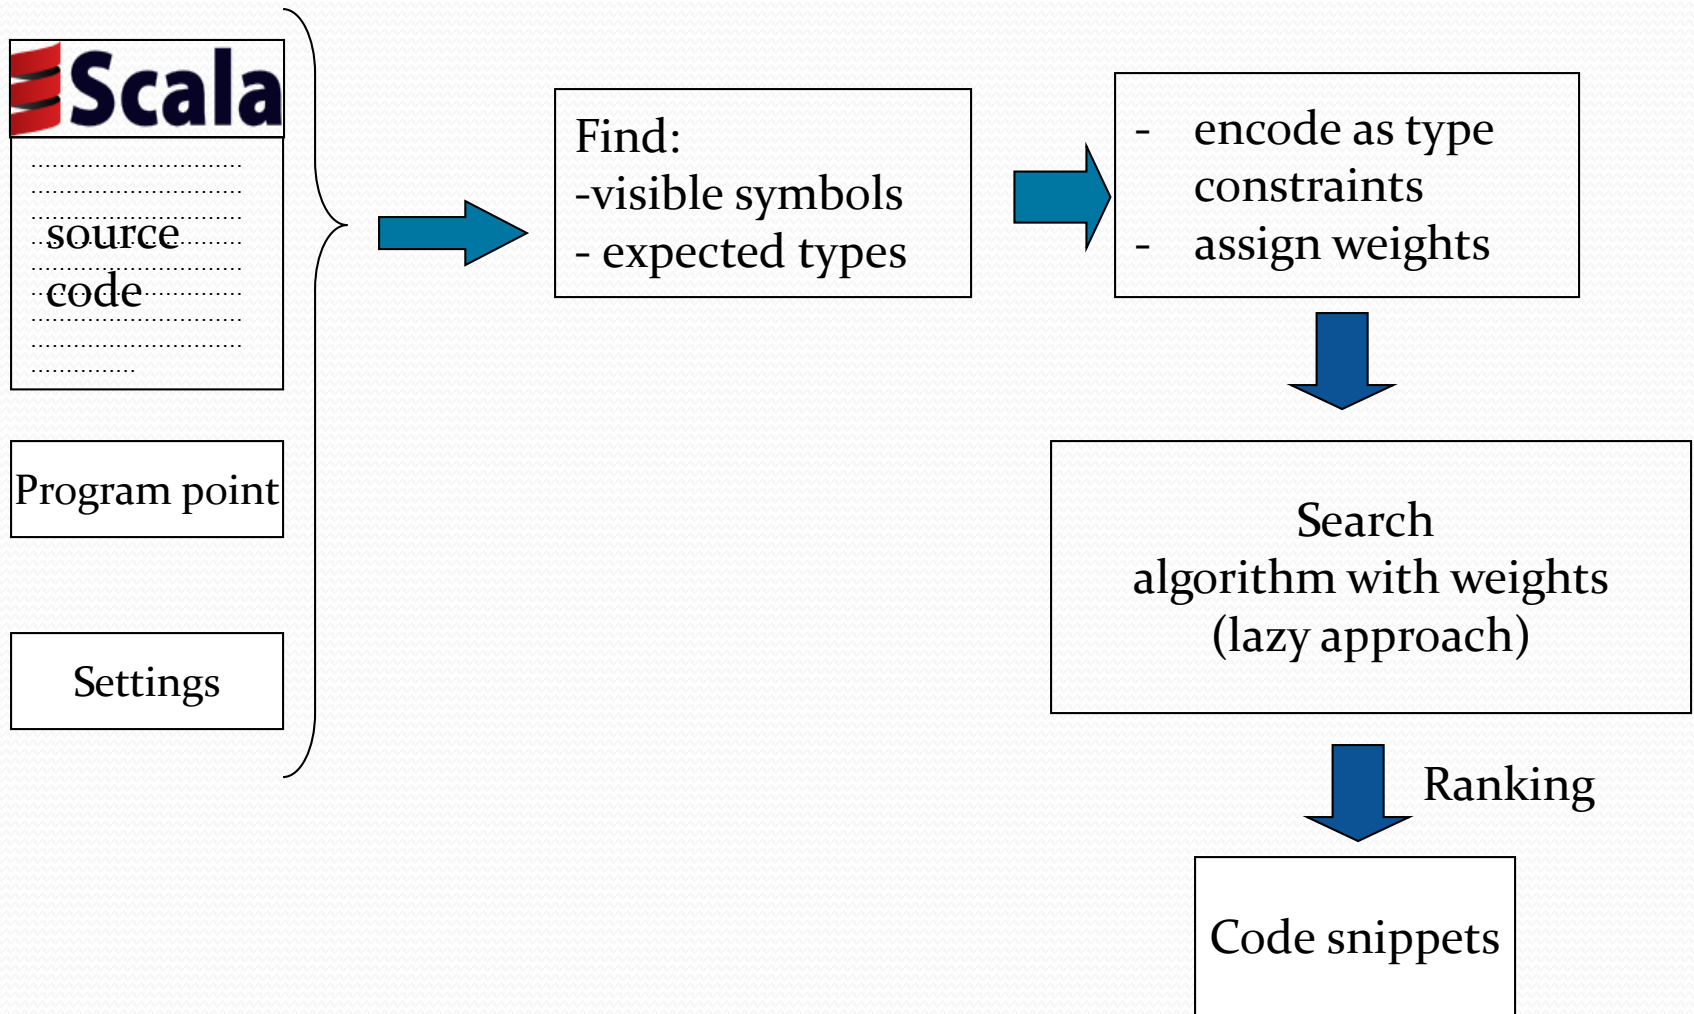 Scala
source
code
Program point
Settings
Find:
-visible symbols
- expected types
- encode as type
constraints
- assign weights
Search
algorithm with weights
(lazy approach)
Ranking
Code snippets